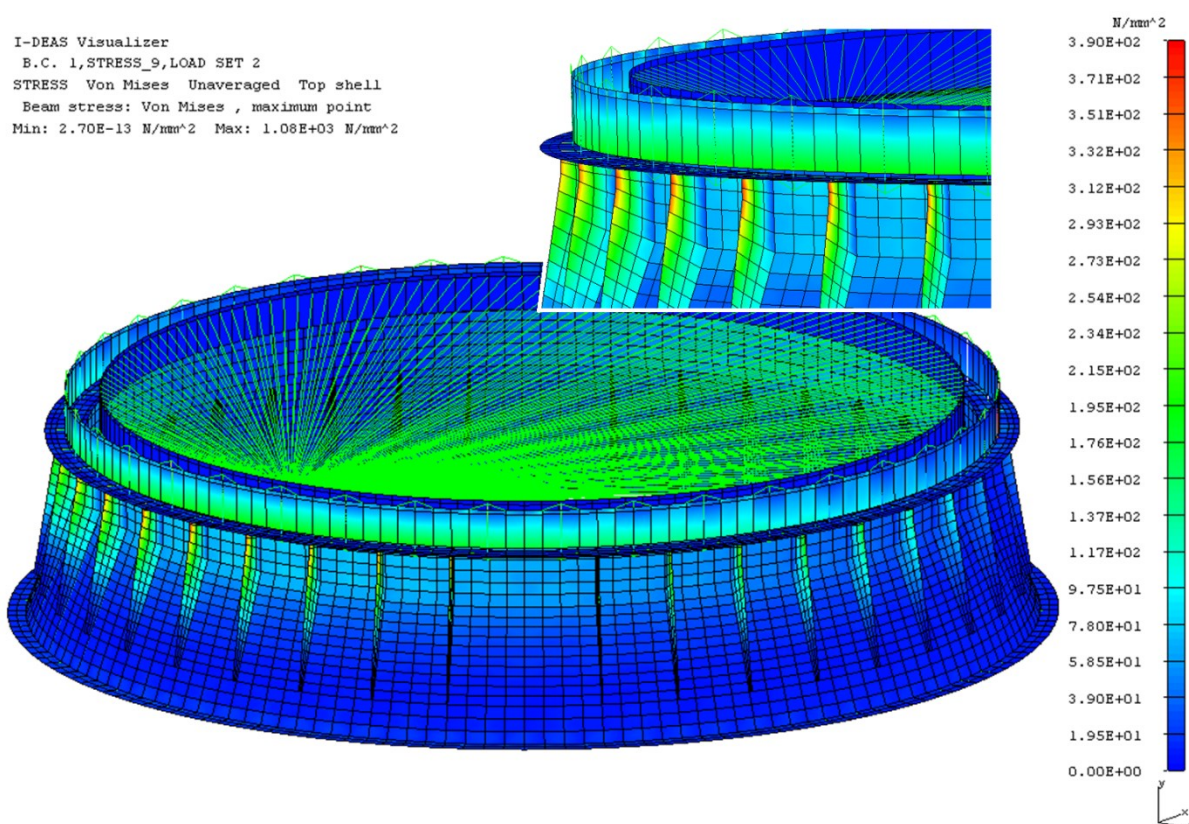 I-DEAS Visualizer
B.C. 1,STRESS_9,LOAD SET 2
STRESS Von Mises Unaveraged Top shell
Beam stress: Von Mises , maximum point
Min: 2.70E-13 N/mm^2 Max: 1.08E+03 N/mm^2
N/mm^2
3.90E+02
3.71E+02
3.51E+02
3.32E+02
3.12E+02
2.93E+02
2.73E+02
2.54E+02
2.34E+02
2.15E+02
1.95E+02
1.76E+02
1.56E+02
1.37E+02
1.17E+02
9.75E+01
7.80E+01
5.85E+01
3.90E+01
1.95E+01
0.00E+00
y
x